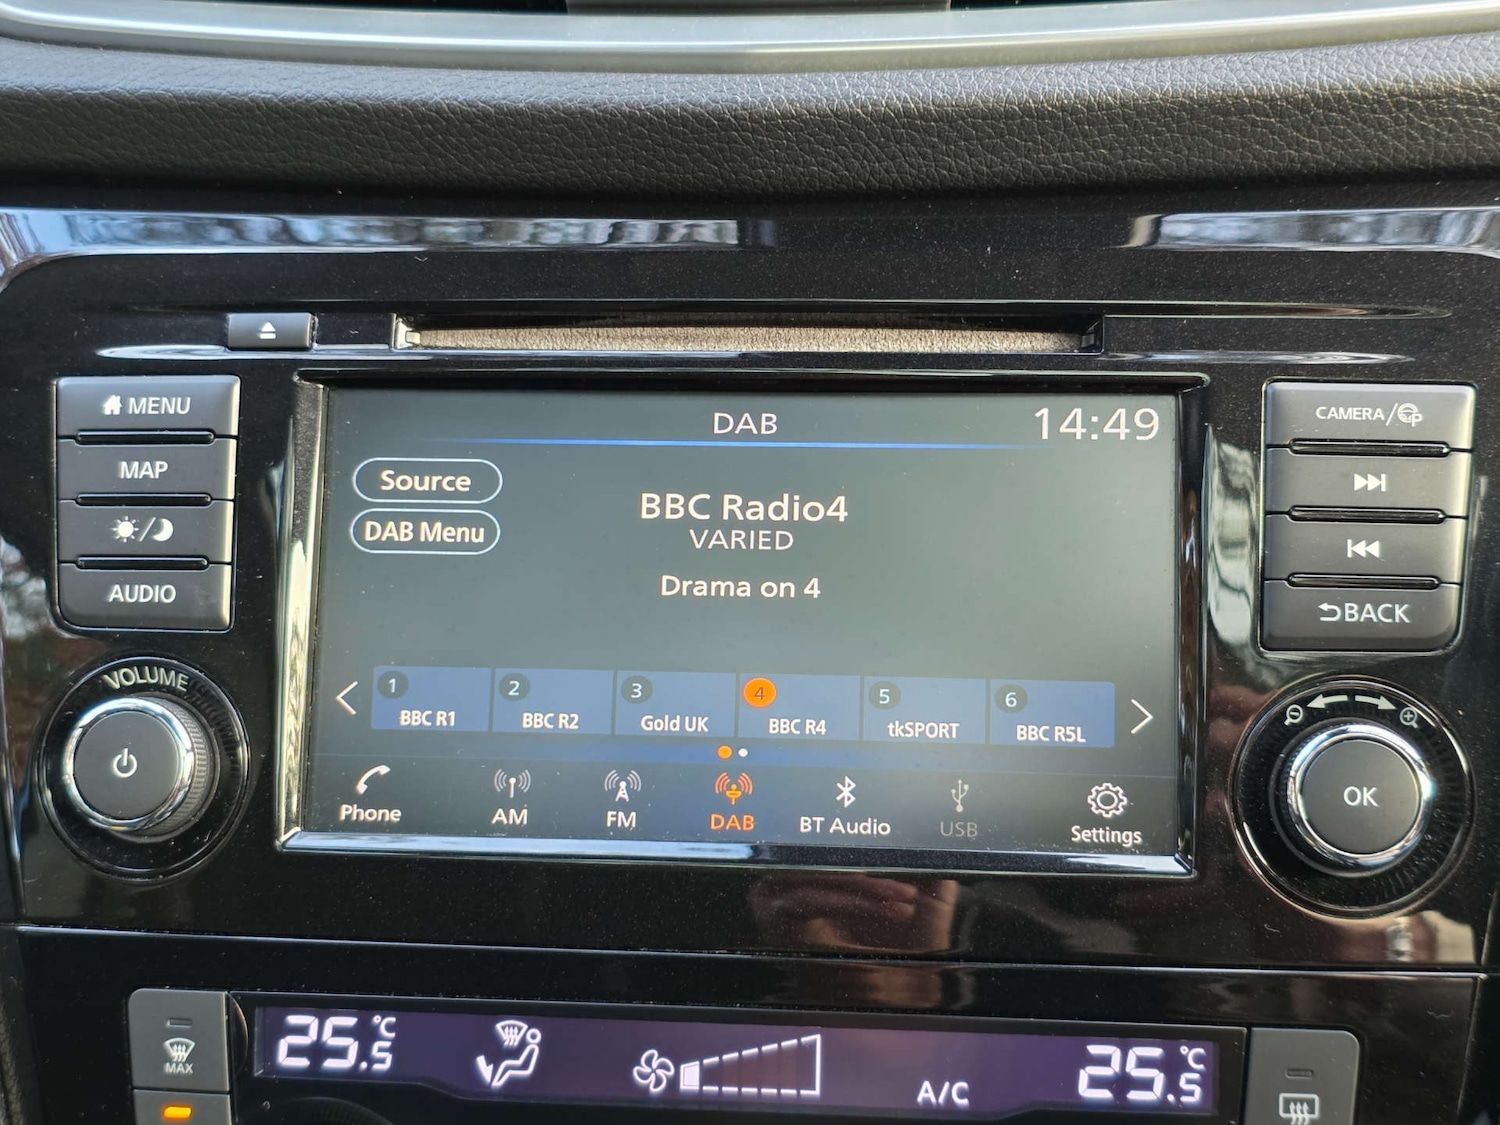 MENU
MAP
AUDIO
VOLUME
DAB
14:49
Source
DAB Menu
BBC Radio4
VARIED
Drama on 4
1
BBC R1
2
BBC R2
3
Gold UK
4
BBC R4
5
tkSPORT
6
BBC R5L
Phone
AM
FM
DAB
BT Audio
USB
Settings
CAMERA/P
BACK
OK
MAX
25.5 °C
A/C
25.5 °C